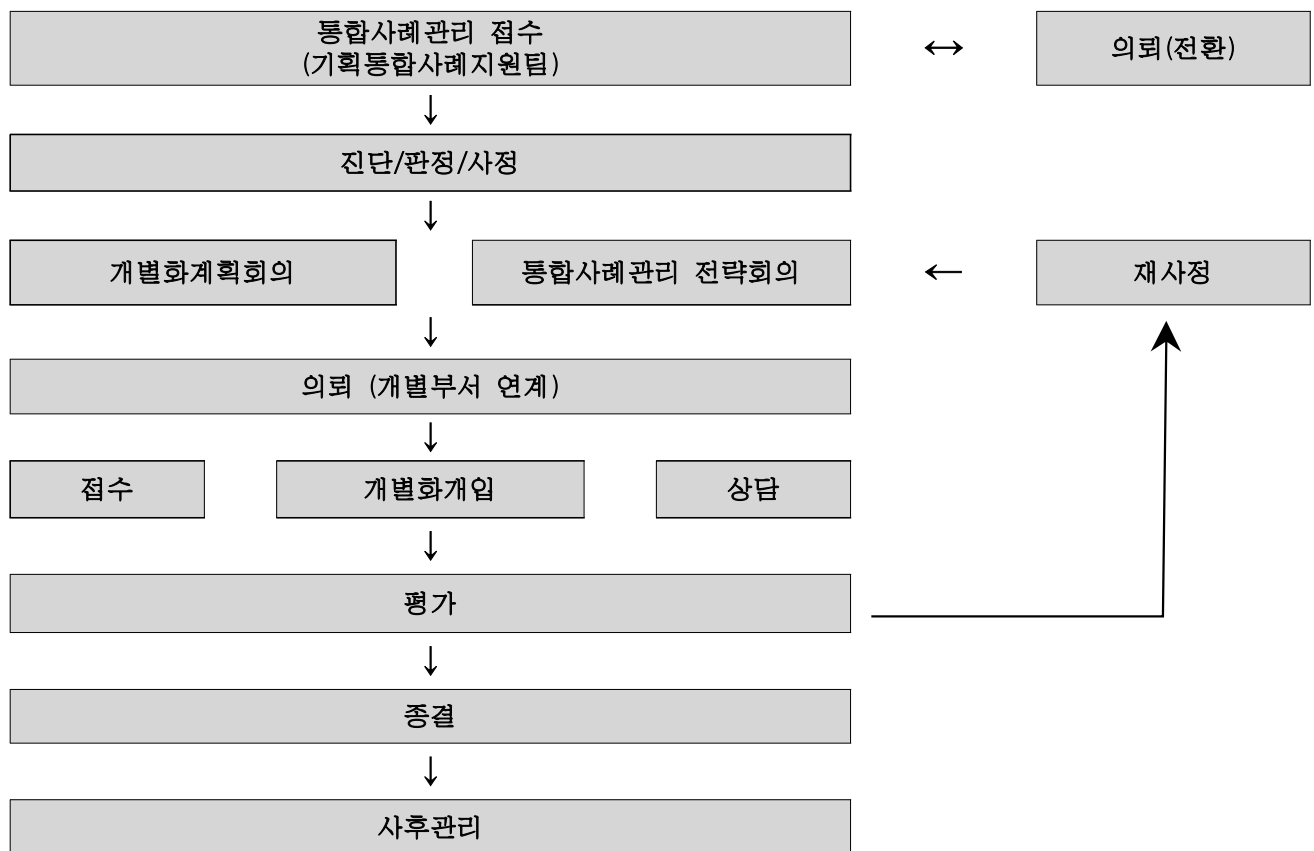 통합사례관리 접수
(기획통합사례지원팀)
↔
의뢰(전환)
↓
진단/판정/사정
↓
개별화계획회의
통합사례관리 전략회의
←
재사정
↓
의뢰 (개별부서 연계)
↓
접수
개별화개입
상담
↓
평가
↓
종결
↓
사후관리